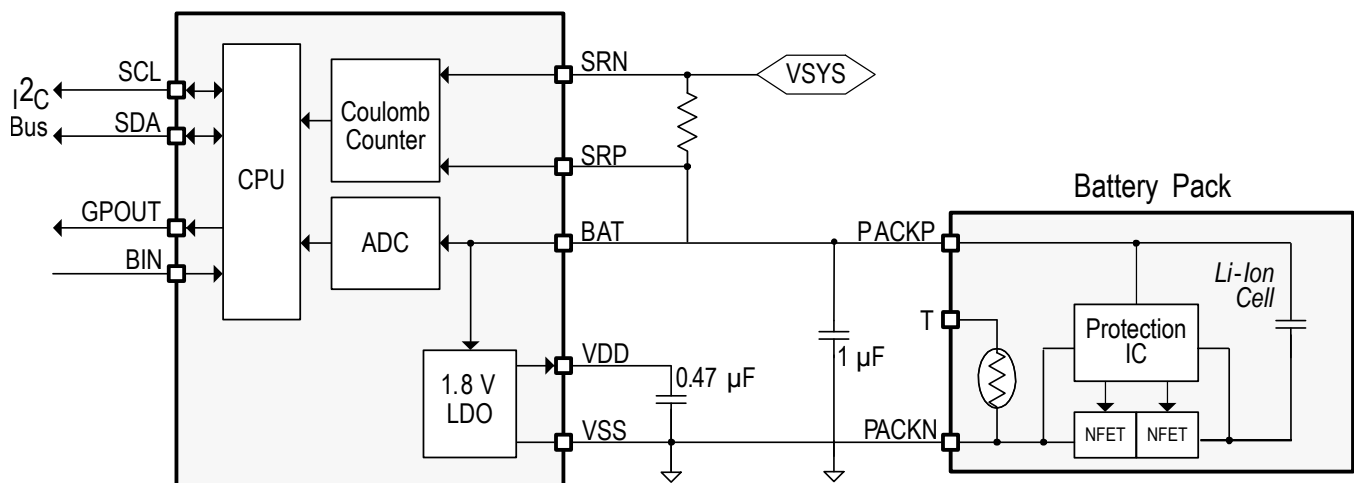 I2C
Bus
SCL
SDA
GPOUT
BIN
CPU
Coulomb
Counter
ADC
1.8 V
LDO
SRN
SRP
BAT
VDD
VSS
VSYS
0.47 µF
1 µF
PACKP
T
PACKN
Battery Pack
Li-Ion
Cell
Protection
IC
NFET
NFET